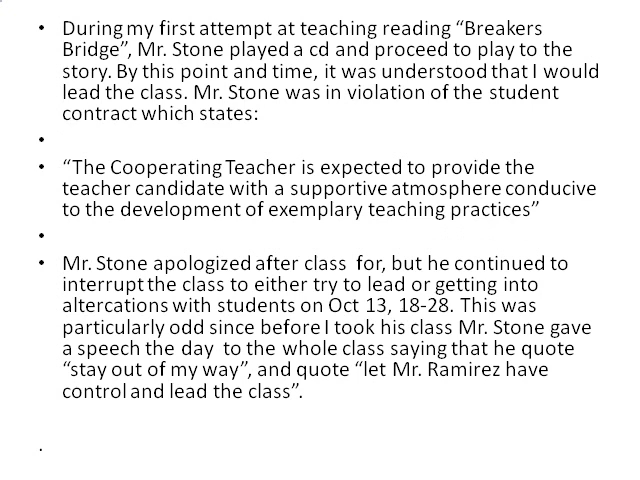 • During my first attempt at teaching reading “Breakers
Bridge”, Mr. Stone played a cd and proceed to play to the
story. By this point and time, it was understood that I would
lead the class. Mr. Stone was in violation of the student
contract which states:
•
• “The Cooperating Teacher is expected to provide the
teacher candidate with a supportive atmosphere conducive
to the development of exemplary teaching practices”
•
• Mr. Stone apologized after class  for, but he continued to
interrupt the class to either try to lead or getting into
altercations with students on Oct 13, 18-28. This was
particularly odd since before I took his class Mr. Stone gave
a speech the day  to the whole class saying that he quote
“stay out of my way”, and quote “let Mr. Ramirez have
control and lead the class”.
.